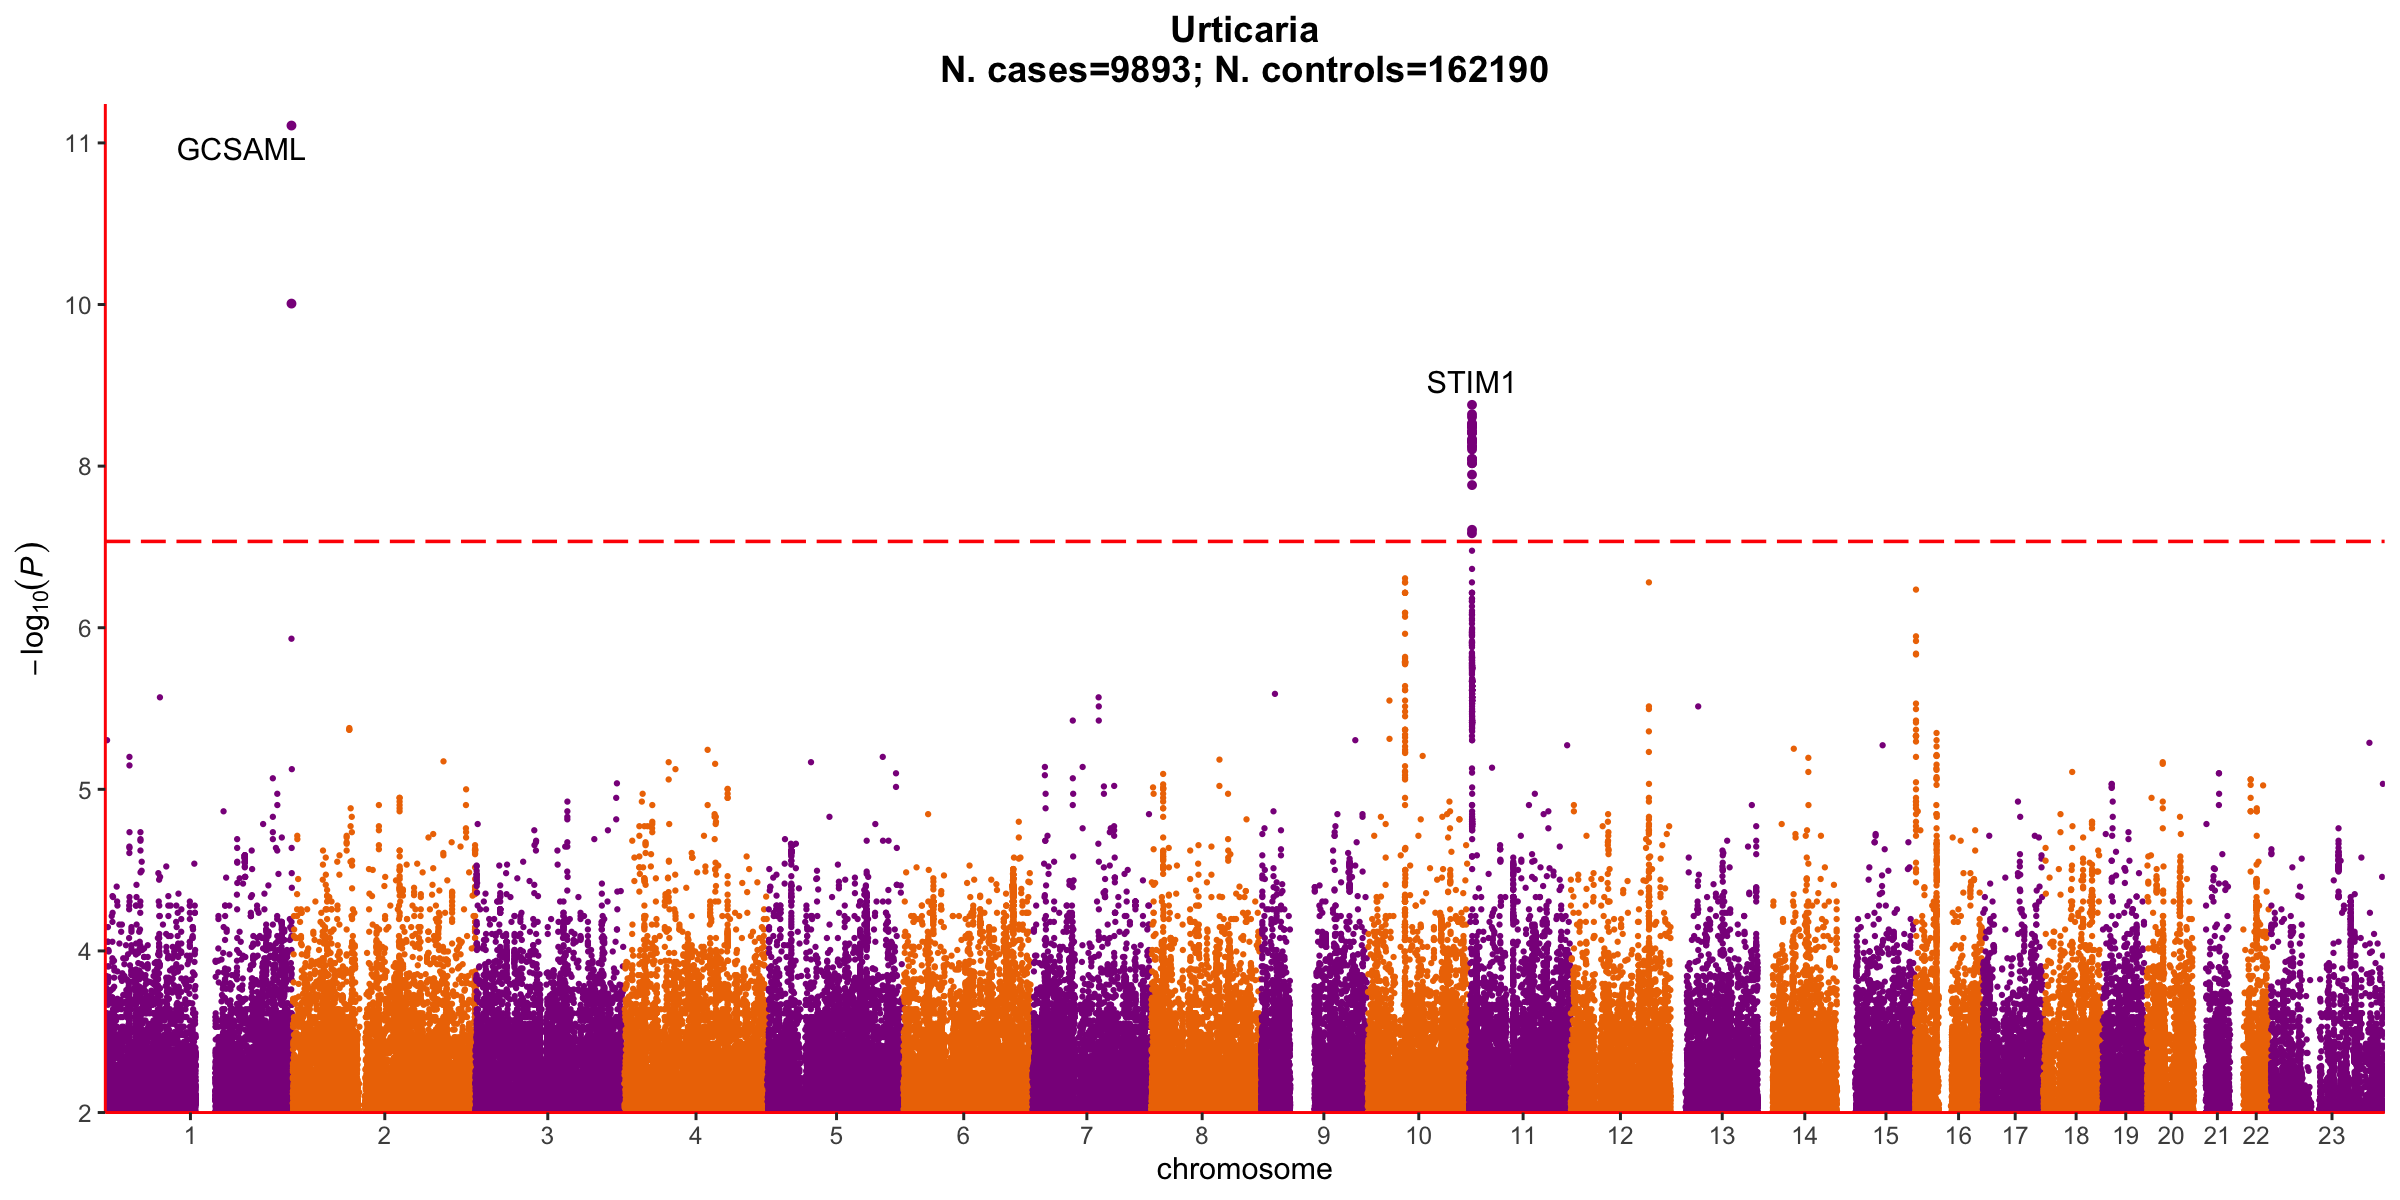 Urticaria
N. cases=9893; N. controls=162190
11
GCSAML
10
STIM1
8
6
5
4
2
−log10(P)
1 2 3 4 5 6 7 8 9 10 11 12 13 14 15 16 17 18 19 20 21 22 23
chromosome